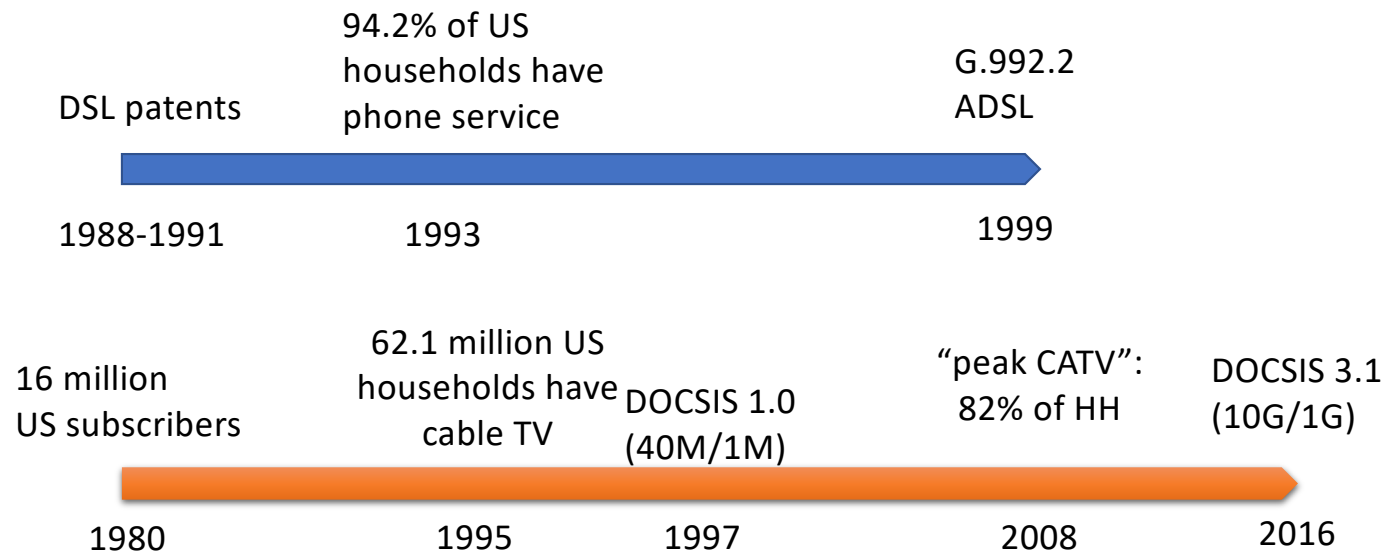 DSL patents
94.2% of US
households have
phone service
G.992.2
ADSL
1988-1991
1993
1999
16 million
US subscribers
62.1 million US
households have
cable TV
DOCSIS 1.0
(40M/1M)
“peak CATV”:
82% of HH
DOCSIS 3.1
(10G/1G)
1980
1995
1997
2008
2016